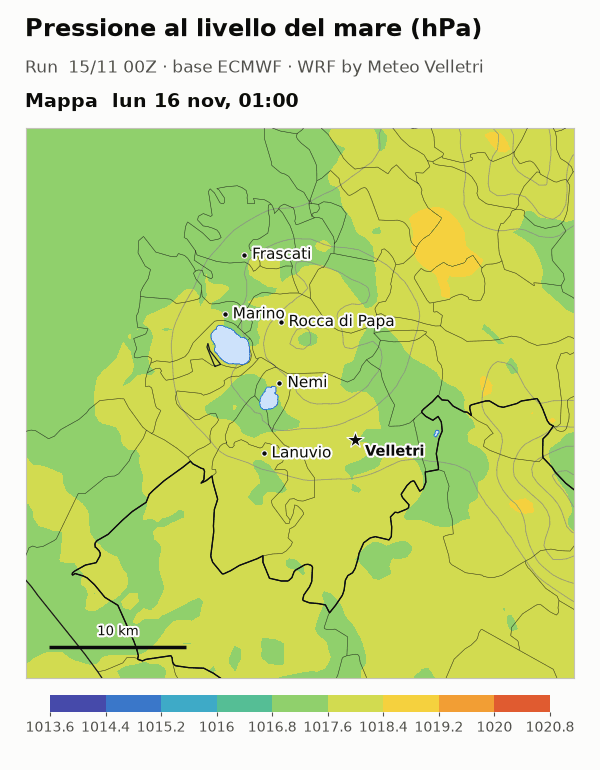 Pressione al livello del mare (hPa)
Run  15/11 00Z · base ECMWF · WRF by Meteo Velletri
Mappa  lun 16 nov, 01:00
Frascati
Marino
Rocca di Papa
Nemi
Velletri
Lanuvio
10 km
1013.6 1014.4 1015.2 1016 1016.8 1017.6 1018.4 1019.2 1020 1020.8